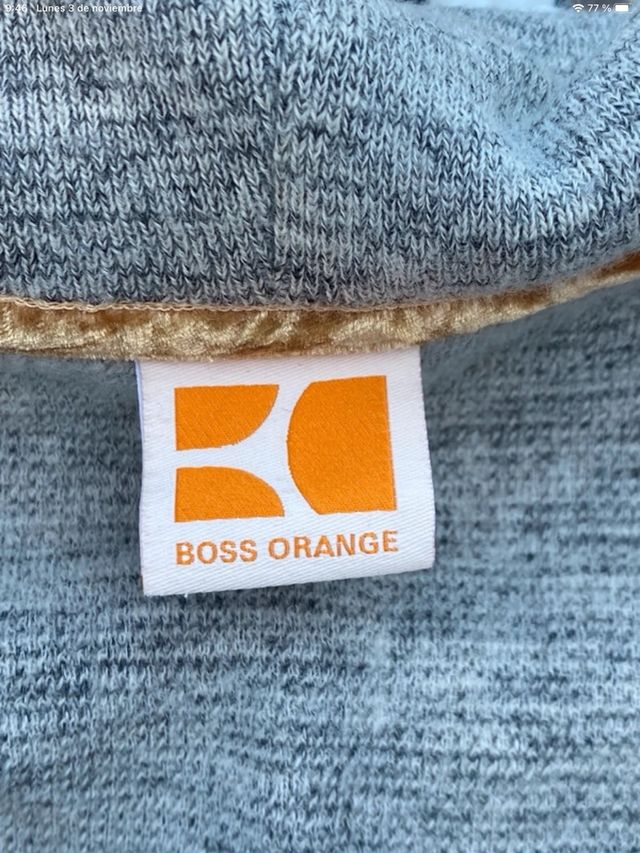 9:46 Lunes 3 de noviembre
77 %
BOSS ORANGE